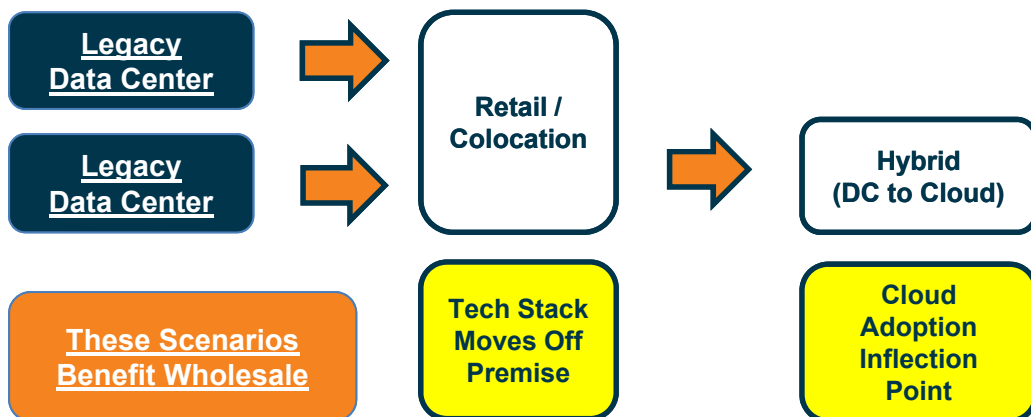 Legacy
Data Center
Retail /
Colocation
Legacy
Data Center
Hybrid
(DC to Cloud)
These Scenarios
Benefit Wholesale
Tech Stack
Moves Off
Premise
Cloud
Adoption
Inflection
Point